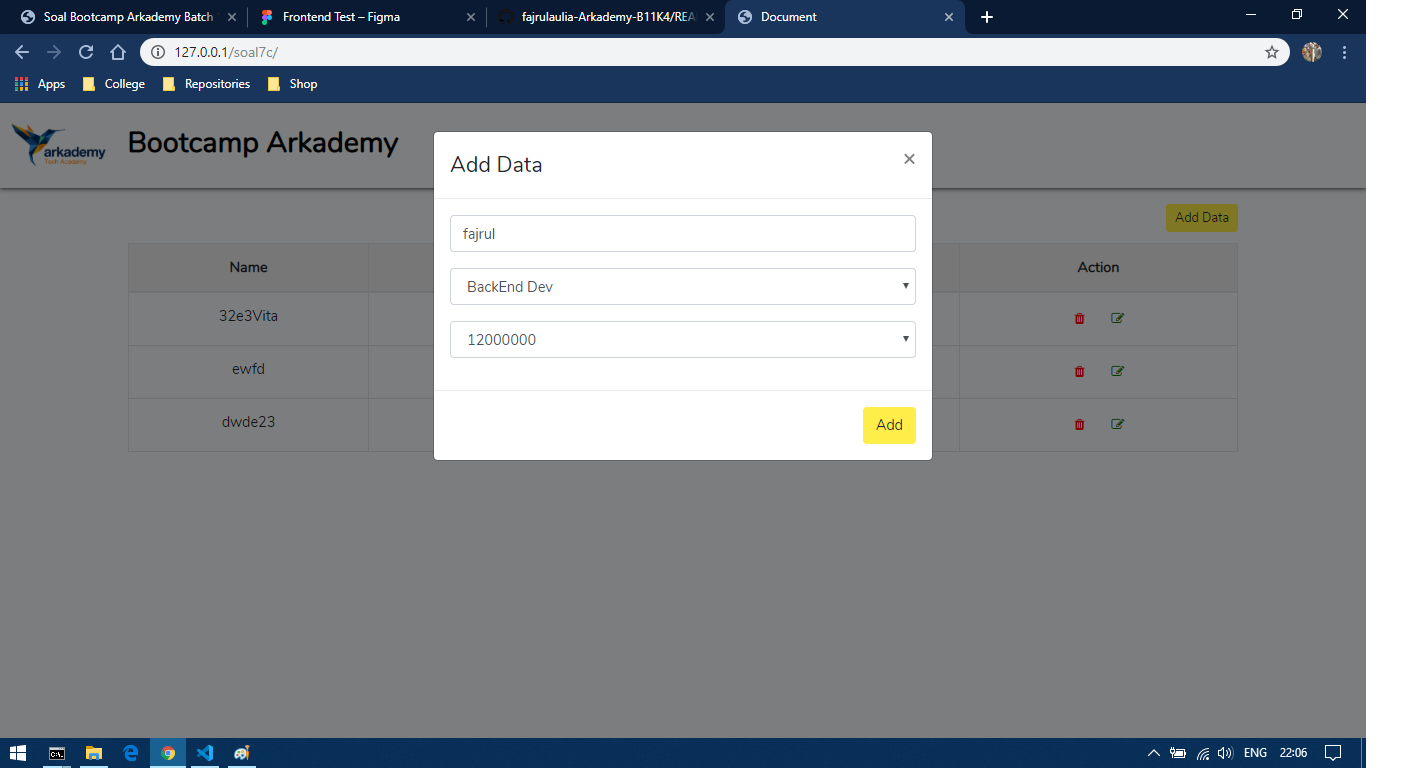 Soal Bootcamp Arkademy Batch
Frontend Test – Figma
fajrulaulia-Arkademy-B11K4/REA
Document
127.0.0.1/soal7c/
Apps
College
Repositories
Shop
arkademy
Tech Academy
Bootcamp Arkademy
Add Data
Add Data
fajrul
BackEnd Dev
12000000
Add
Name
Action
32e3Vita
ewfd
dwde23
ENG
22:06